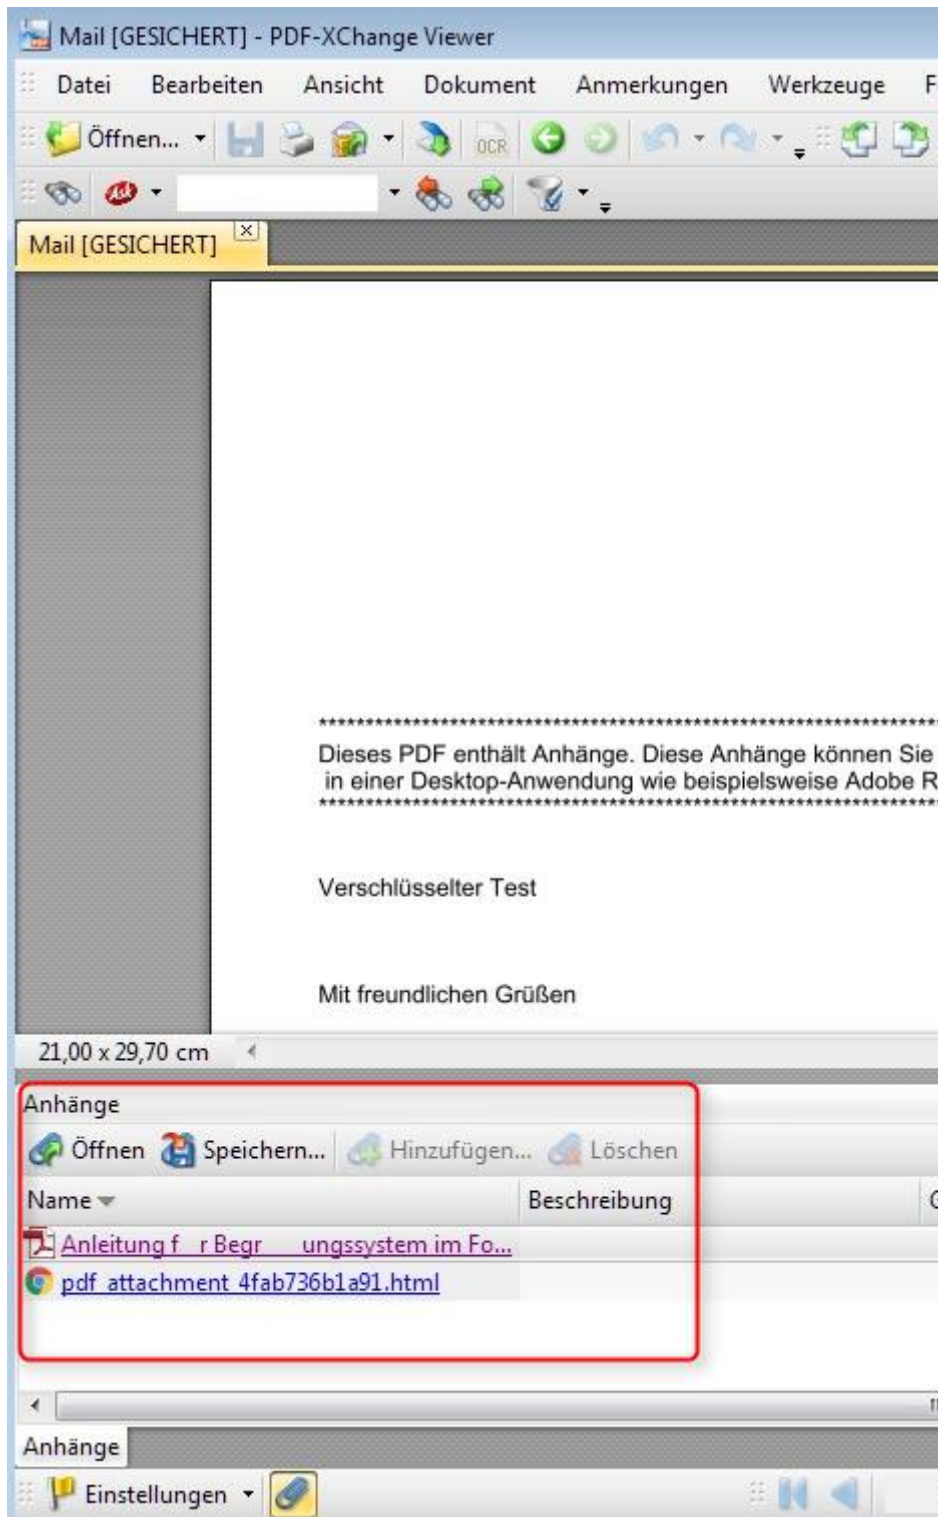 Mail [GESICHERT] - PDF-XChange Viewer
Datei Bearbeiten Ansicht Dokument Anmerkungen Werkzeuge F
Öffnen... OCR
Ask
Mail [GESICHERT]
********************************************************************
Dieses PDF enthält Anhänge. Diese Anhänge können Sie
in einer Desktop-Anwendung wie beispielsweise Adobe R
********************************************************************
Verschlüsselter Test
Mit freundlichen Grüßen
21,00 x 29,70 cm
Anhänge
Öffnen Speichern... Hinzufügen... Löschen
Name Beschreibung
Anleitung f r Begr ungssystem im Fo...
pdf attachment 4fab736b1a91.html
Anhänge
Einstellungen